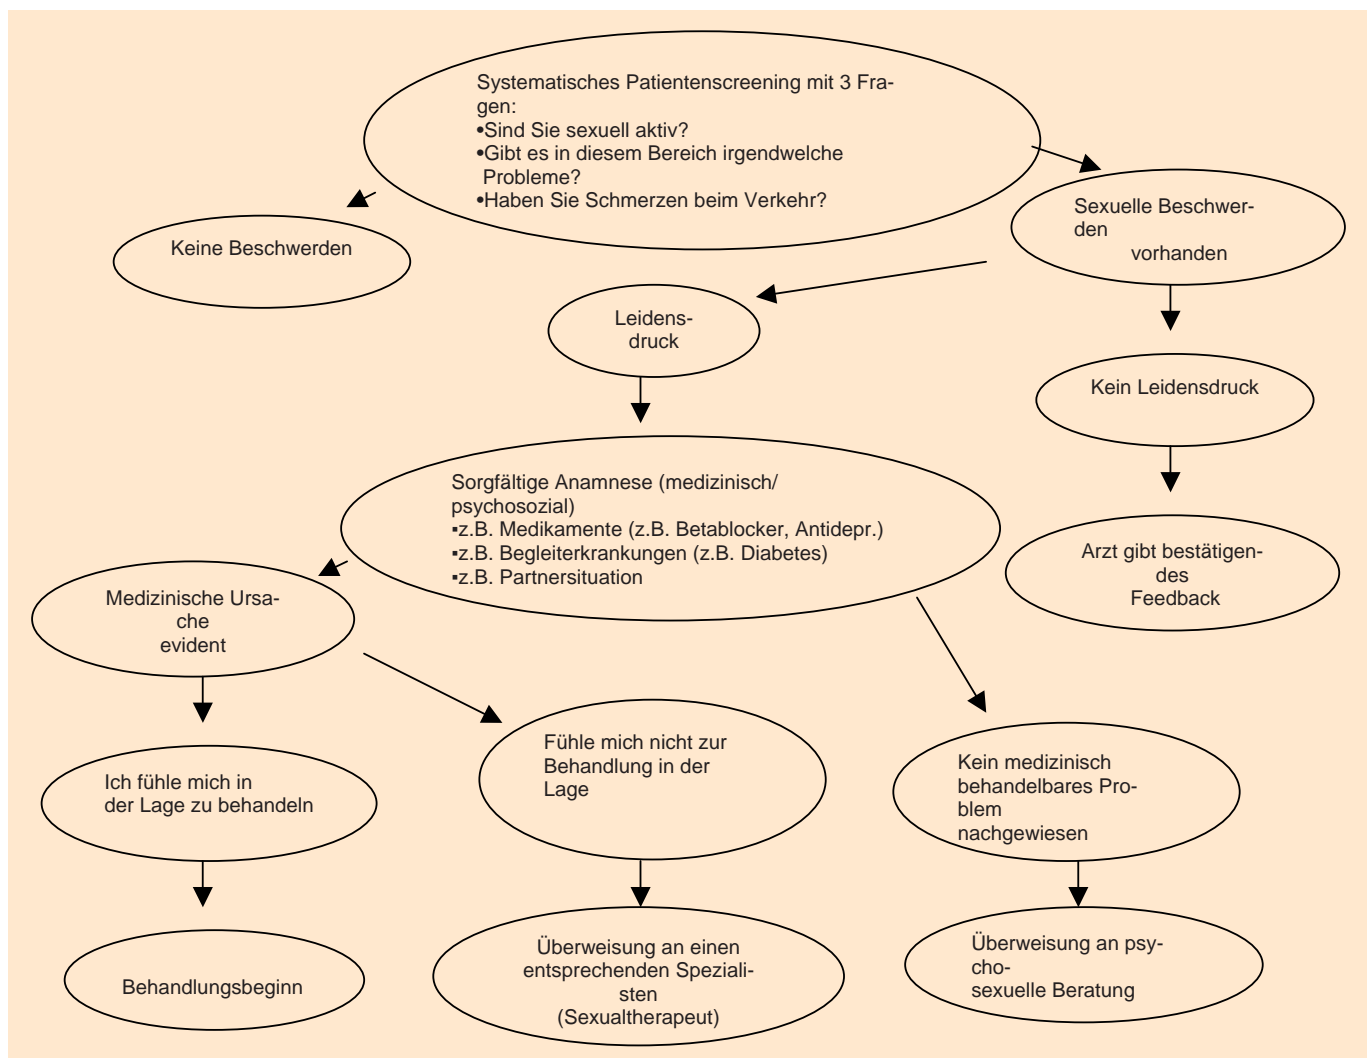 Systematisches Patientenscreening mit 3 Fra-
gen:
•Sind Sie sexuell aktiv?
•Gibt es in diesem Bereich irgendwelche
Probleme?
•Haben Sie Schmerzen beim Verkehr?
Keine Beschwerden
Sexuelle Beschwer-
den
vorhanden
Leidens-
druck
Kein Leidensdruck
Sorgfältige Anamnese (medizinisch/
psychosozial)
▪z.B. Medikamente (z.B. Betablocker, Antidepr.)
▪z.B. Begleiterkrankungen (z.B. Diabetes)
▪z.B. Partnersituation
Arzt gibt bestätigen-
des
Feedback
Medizinische Ursa-
che
evident
Ich fühle mich in
der Lage zu behandeln
Fühle mich nicht zur
Behandlung in der
Lage
Kein medizinisch
behandelbares Pro-
blem
nachgewiesen
Behandlungsbeginn
Überweisung an einen
entsprechenden Speziali-
sten
(Sexualtherapeut)
Überweisung an psy-
cho-
sexuelle Beratung